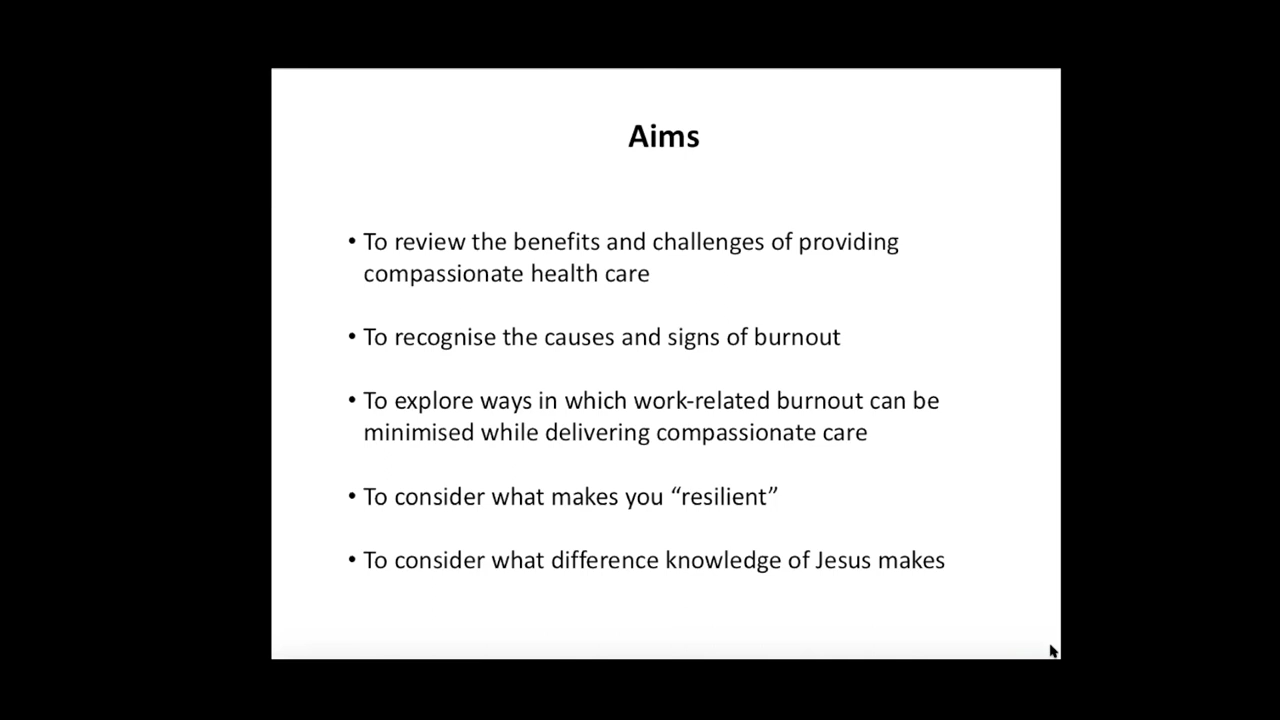 Aims
• To review the benefits and challenges of providing
compassionate health care
• To recognise the causes and signs of burnout
• To explore ways in which work-related burnout can be
minimised while delivering compassionate care
• To consider what makes you “resilient”
• To consider what difference knowledge of Jesus makes